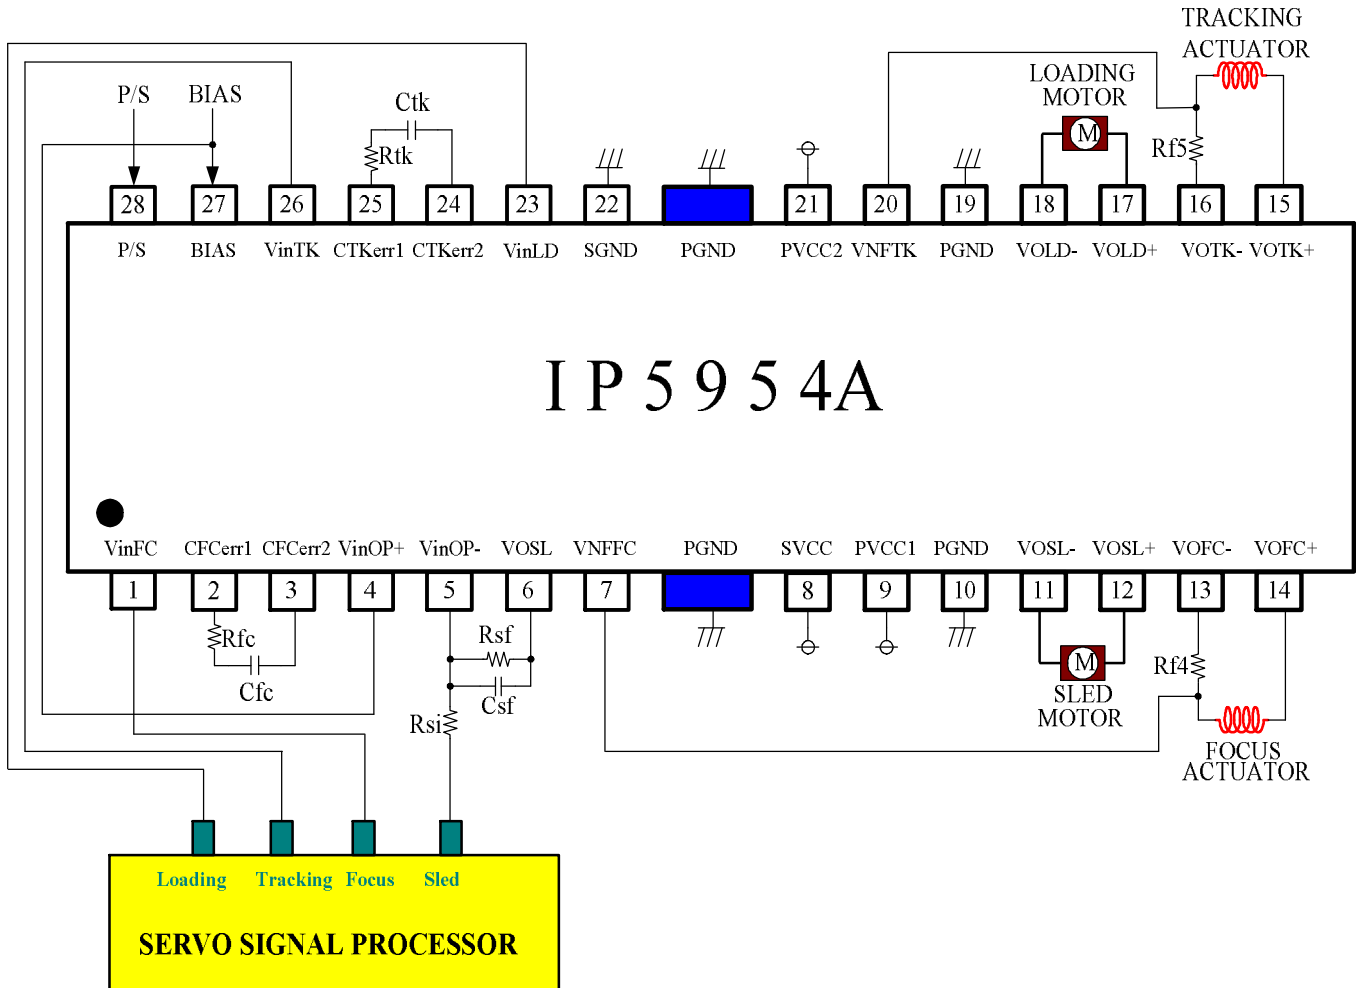 TRACKING
ACTUATOR
LOADING
MOTOR
P/S
BIAS
Ctk
Rtk
Rf5
M
28
27
26
25
24
23
22
21
20
19
18
17
16
15
P/S
BIAS
VinTK
CTKerr1
CTKerr2
VinLD
SGND
PGND
PVCC2
VNFTK
PGND
VOLD-
VOLD+
VOTK-
VOTK+
IP5954A
VinFC
CFCerr1
CFCerr2
VinOP+
VinOP-
VOSL
VNFFC
PGND
SVCC
PVCC1
PGND
VOSL-
VOSL+
VOFC-
VOFC+
1
2
3
4
5
6
7
8
9
10
11
12
13
14
Rfc
Cfc
Rsf
Csf
Rsi
M
SLED
MOTOR
Rf4
FOCUS
ACTUATOR
Loading
Tracking
Focus
Sled
SERVO SIGNAL PROCESSOR